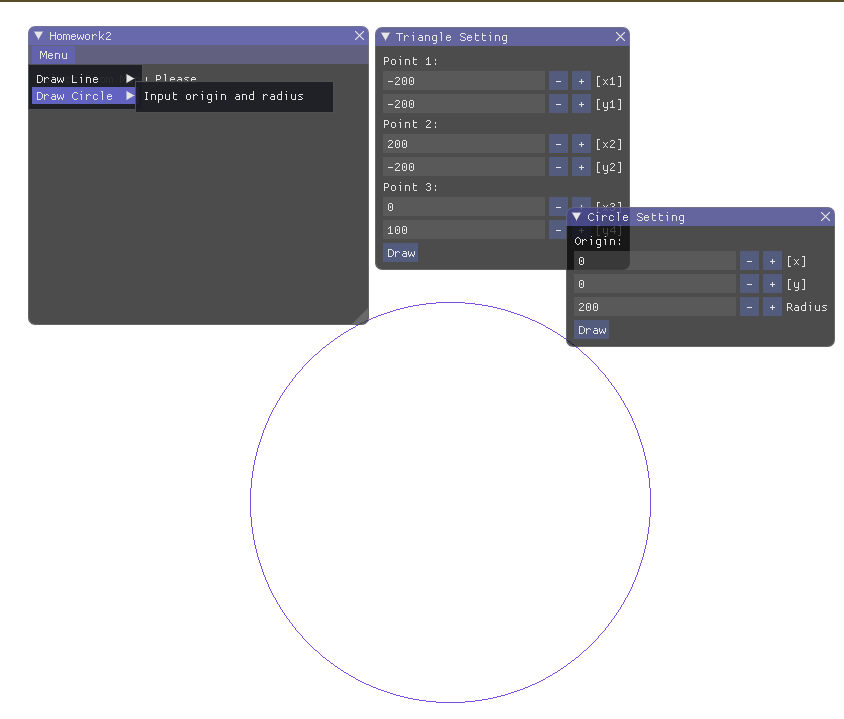 Homework2
Menu
Draw Line
Please
Draw Circle
Input origin and radius
Triangle Setting
Point 1:
-200 - + [x1]
-200 - + [y1]
Point 2:
200 - + [x2]
-200 - + [y2]
Point 3:
0 - + [x3]
100 - + [y4]
Draw
Circle Setting
Origin:
0 - + [x]
0 - + [y]
200 - + Radius
Draw